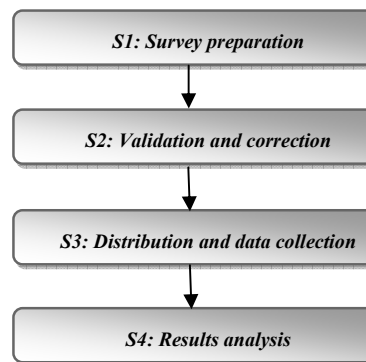 S1: Survey preparation
S2: Validation and correction
S3: Distribution and data collection
S4: Results analysis